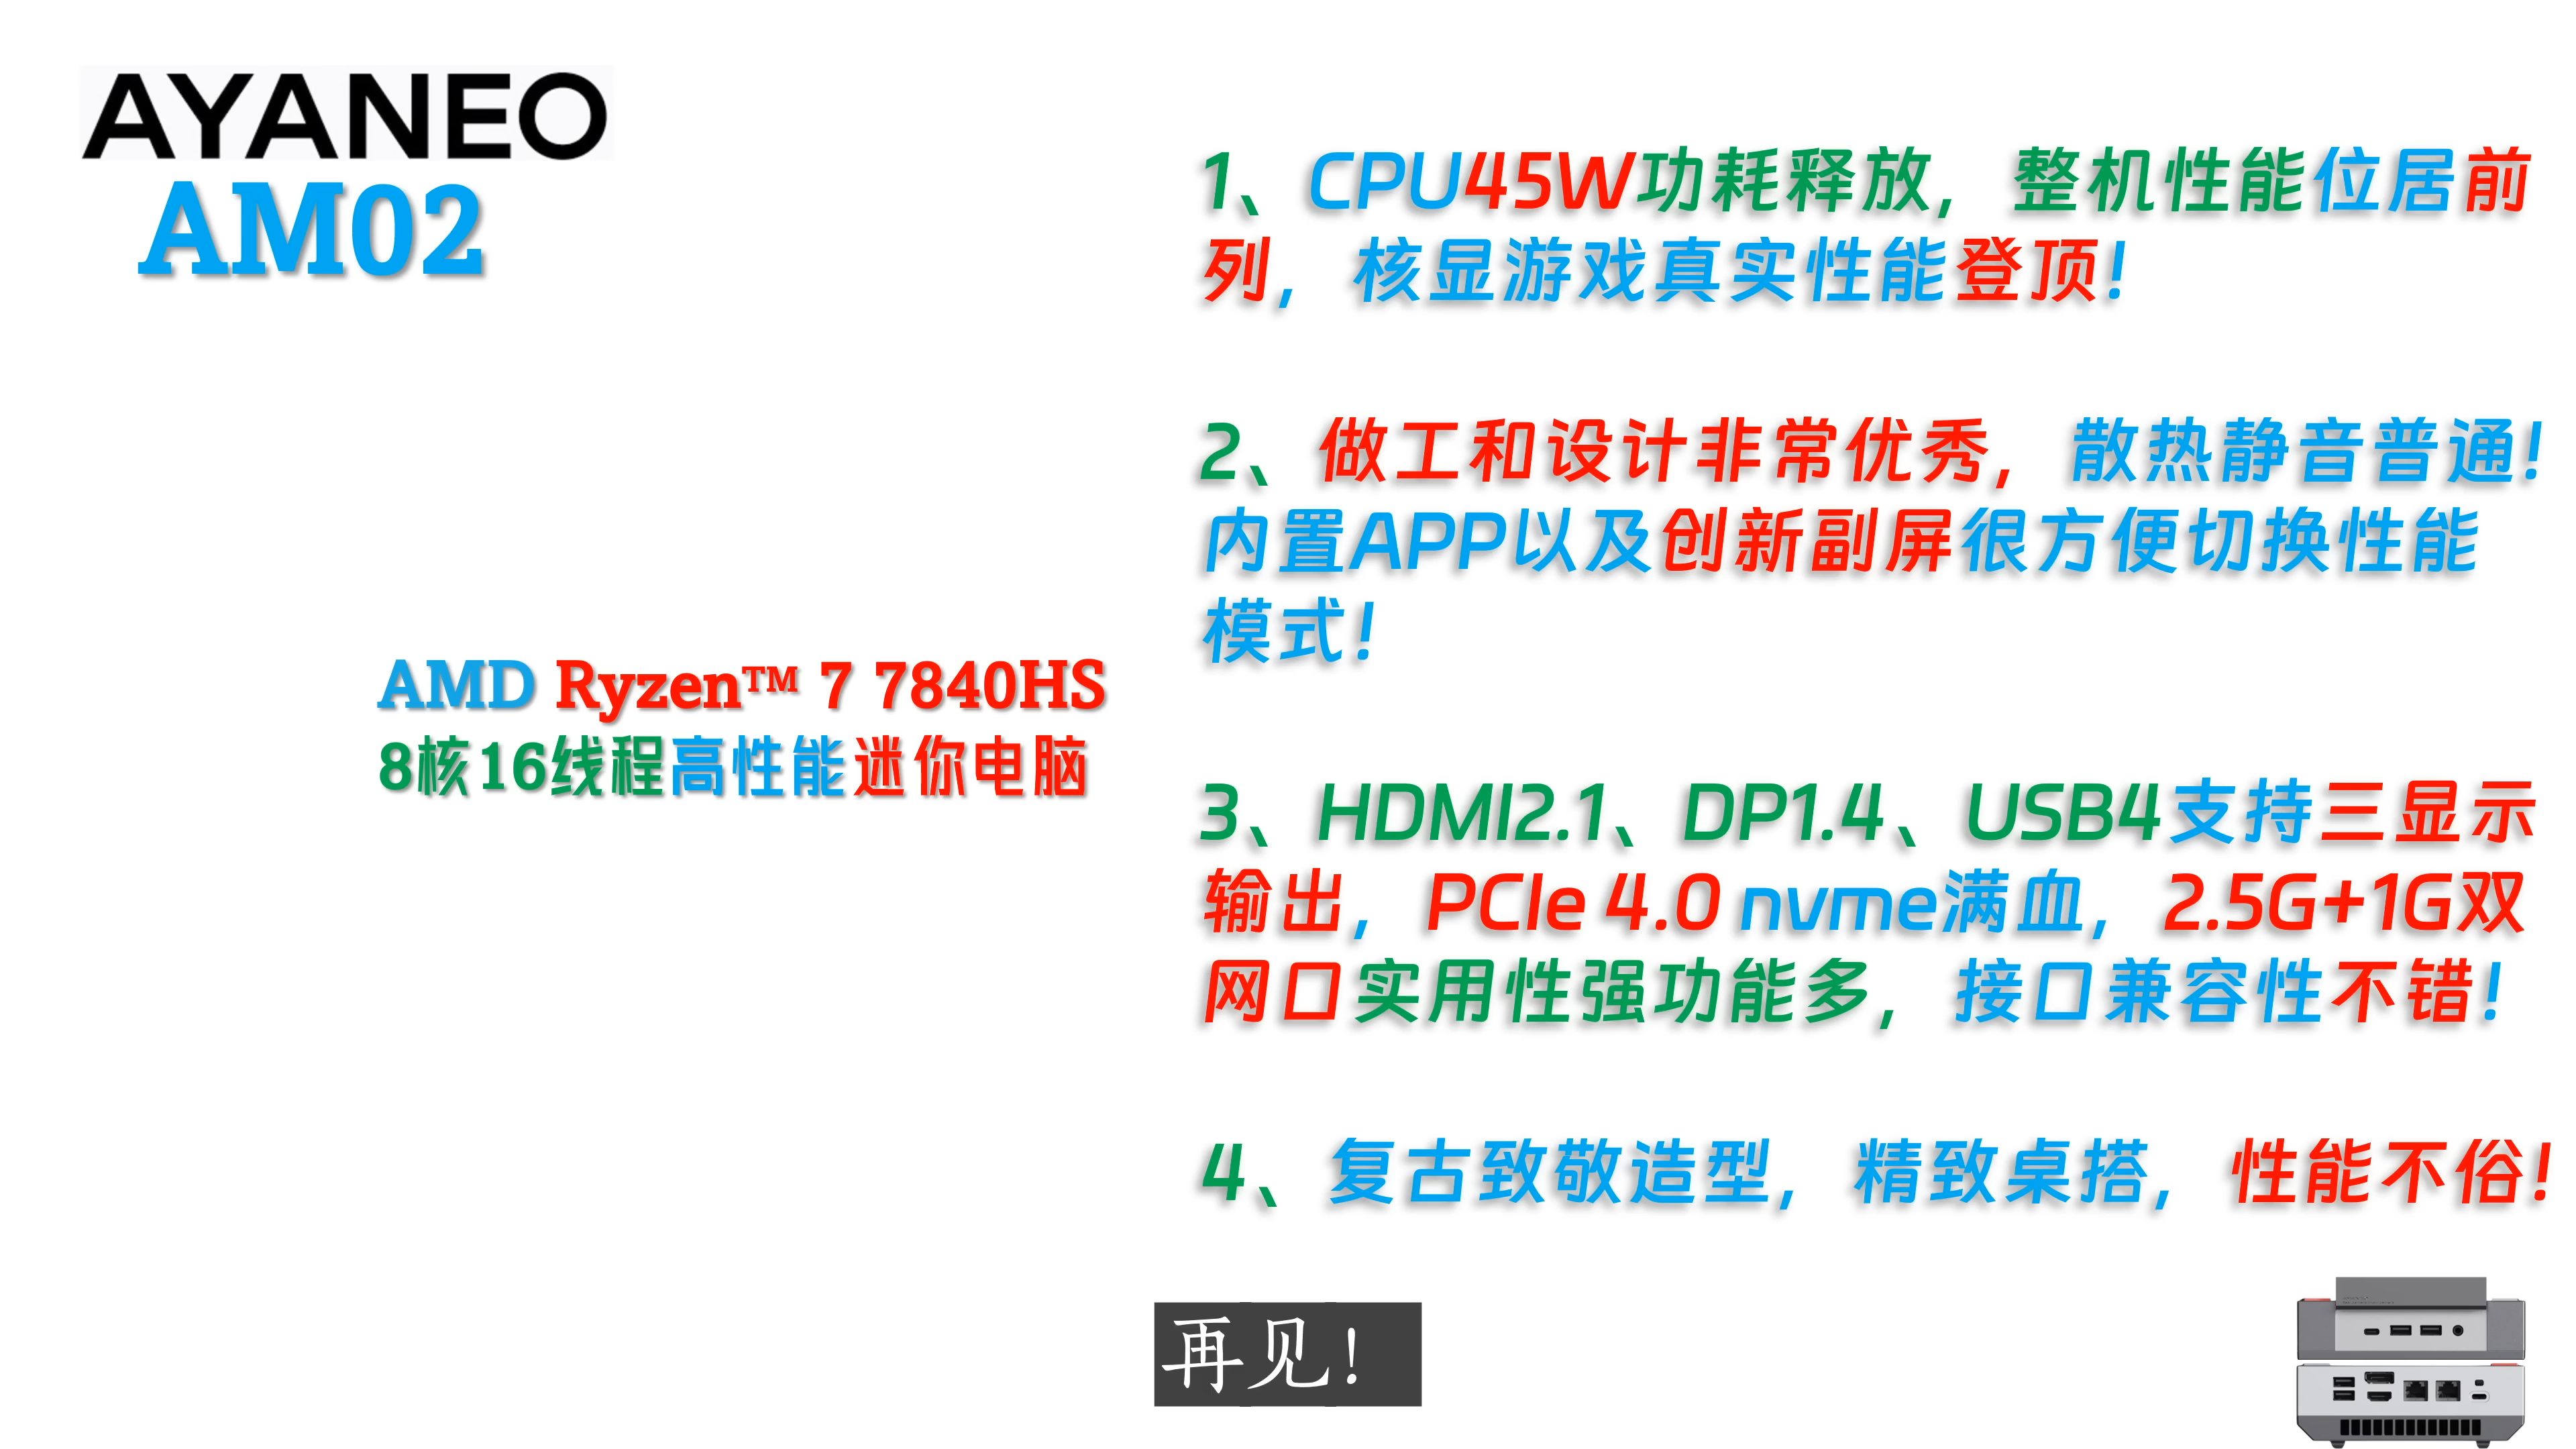 AYANEO
AM02
AMD Ryzen™ 7 7840HS
8核16线程高性能迷你电脑
1、CPU45W功耗释放，整机性能位居前
列，核显游戏真实性能登顶！
2、做工和设计非常优秀，散热静音普通！
内置APP以及创新副屏很方便切换性能
模式！
3、HDMI2.1、DP1.4、USB4支持三显示
输出，PCIe 4.0 nvme满血，2.5G+1G双
网口实用性强功能多，接口兼容性不错！
4、复古致敬造型，精致桌搭，性能不俗！
再见！